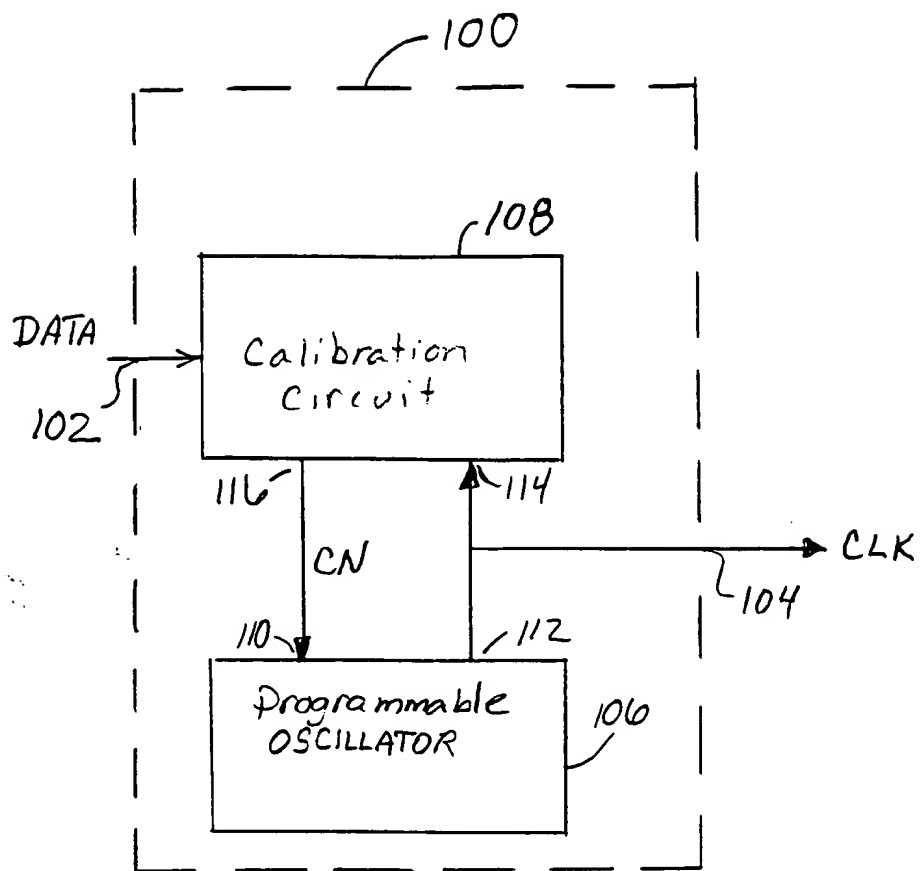 100
108
DATA
102
Calibration
Circuit
116
114
CN
CLK
104
110
112
Programmable
OSCILLATOR
106